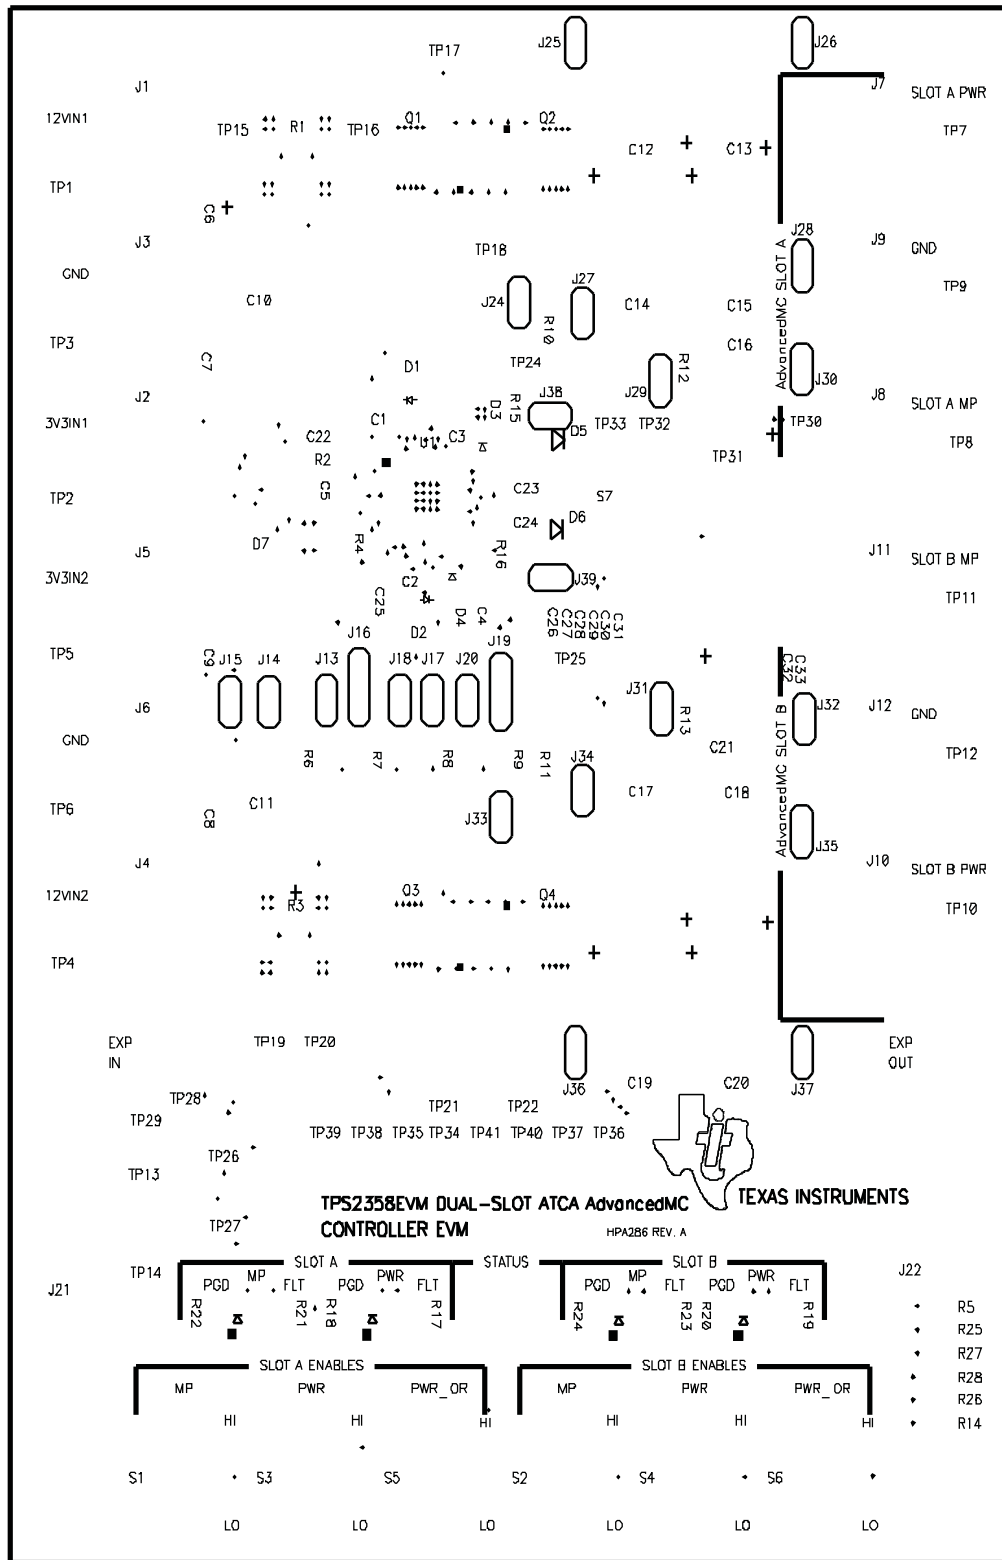 J25
J26
TP17
J1
J7
SLOT A PWR
12VIN1
TP15
R1
TP16
Q1
Q2
TP7
C12
C13
TP1
C6
J3
J28
J9
GND
GND
TP18
C10
J24
J27
C14
C15
TP9
AdvancedMC SLOT A
R10
TP3
C7
D1
TP24
C16
J2
J29
R12
J30
J8
SLOT A MP
3V3IN1
C1
D3
R15
J38
TP33
TP32
TP30
C22
U1
C3
D5
TP8
R2
TP31
TP2
C5
C23
S7
C24
D6
D7
R4
R16
J5
J11
SLOT B MP
3V3IN2
C2
J39
TP11
C25
D4
C4
C26
C27
C28
C29
C30
C31
J16
D2
J19
TP5
C9
J15
J14
J13
J18
J17
J20
TP25
C32
C33
J31
J6
J32
J12
GND
GND
R13
C21
TP12
R6
R7
R8
R9
R11
J34
AdvancedMC SLOT B
TP6
C8
C11
J33
C17
C18
J35
J4
J10
SLOT B PWR
12VIN2
R3
Q3
Q4
TP10
TP4
EXP
IN
TP19
TP20
EXP
OUT
J36
C19
C20
J37
TP28
TP29
TP21
TP22
TP39
TP38
TP35
TP34
TP41
TP40
TP37
TP36
TP26
TP13
TEXAS INSTRUMENTS
TPS2358EVM DUAL-SLOT ATCA AdvancedMC
CONTROLLER EVM
HPA286 REV. A
TP27
TP14
SLOT A
STATUS
SLOT B
J21
J22
PGD
MP
FLT
PGD
PWR
FLT
PGD
MP
FLT
PGD
PWR
FLT
R22
R21
R18
R17
R24
R23
R20
R19
R5
R25
R27
R28
R26
R14
SLOT A ENABLES
SLOT B ENABLES
MP
PWR
PWR_OR
MP
PWR
PWR_OR
HI
HI
HI
HI
HI
HI
S1
S3
S5
S2
S4
S6
LO
LO
LO
LO
LO
LO